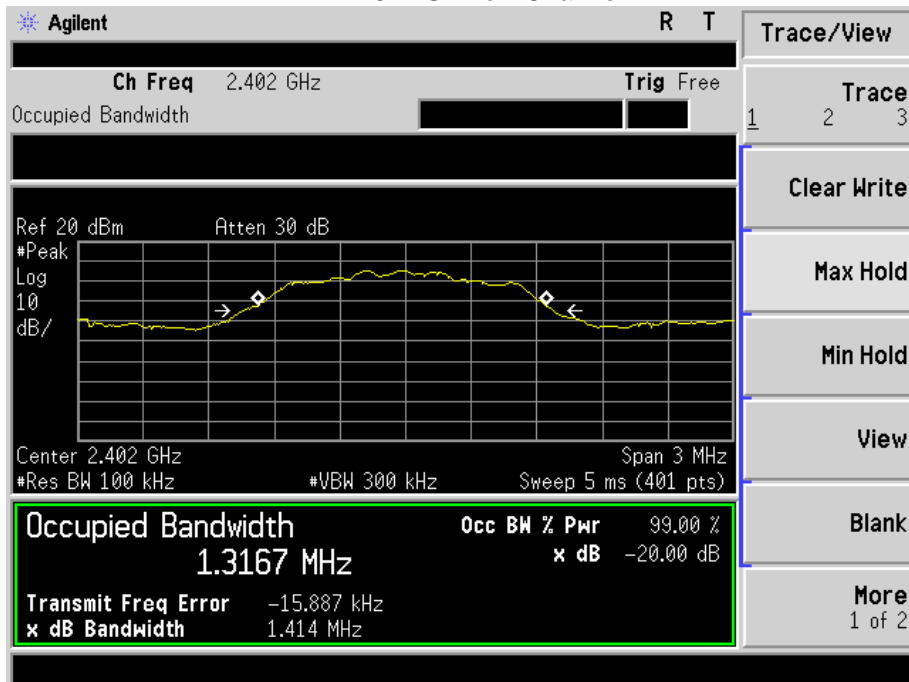 Agilent R T
Ch Freq 2.402 GHz Trig Free
Occupied Bandwidth
Ref 20 dBm Atten 30 dB
#Peak
Log
10
dB/
Center 2.402 GHz Span 3 MHz
#Res BW 100 kHz #VBW 300 kHz Sweep 5 ms (401 pts)
Occupied Bandwidth Occ BW % Pwr 99.00 %
1.3167 MHz x dB -20.00 dB
Transmit Freq Error -15.887 kHz
x dB Bandwidth 1.414 MHz
Trace/View
Trace
1 2 3
Clear Write
Max Hold
Min Hold
View
Blank
More
1 of 2